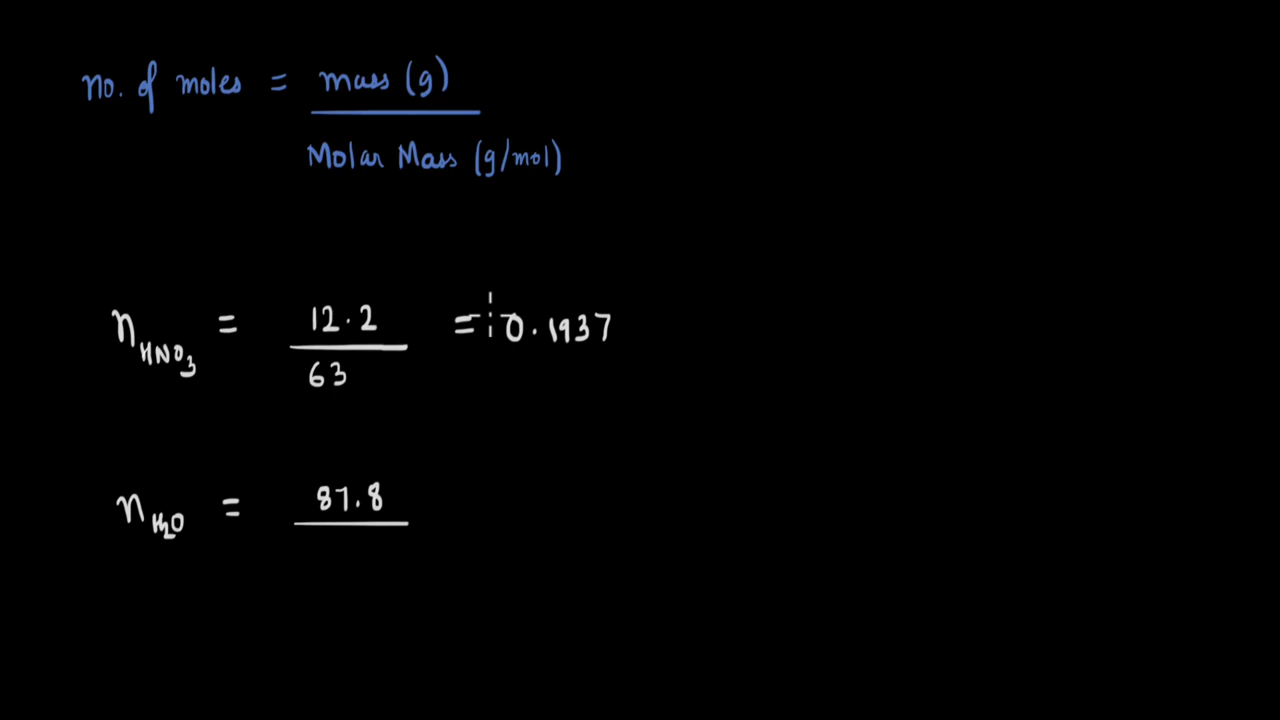 no. of moles = mass (g)
Molar Mass (g/mol)
nHNO3 = 12.2 = 0.1937
63
nH2O = 87.8